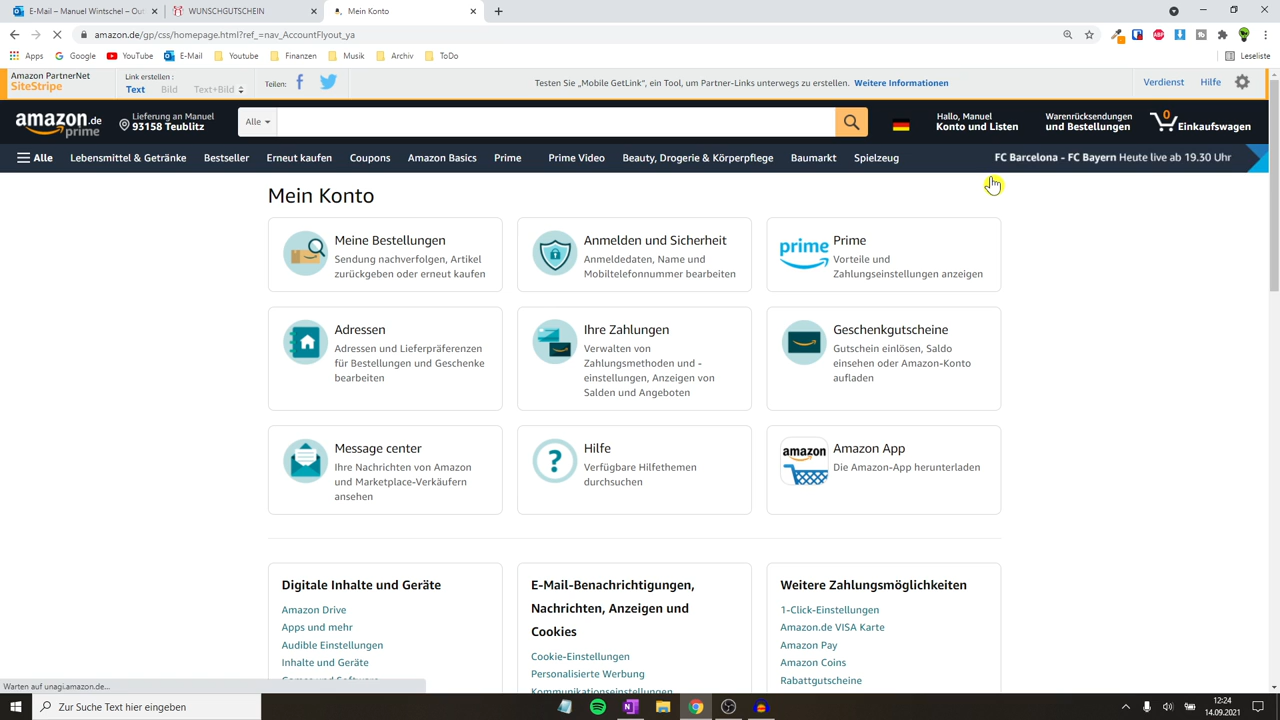 E-Mail – Manuel Wintschel – Out
WUNSCHGUTSCHEIN
Mein Konto
amazon.de/gp/css/homepage.html?ref_=nav_AccountFlyout_ya
Apps
Google
YouTube
E-Mail
Youtube
Finanzen
Musik
Archiv
ToDo
Leseliste
Amazon PartnerNet
SiteStripe
Link erstellen :
Text Bild Text+Bild
Teilen:
Testen Sie „Mobile GetLink", ein Tool, um Partner-Links unterwegs zu erstellen. Weitere Informationen
Verdienst
Hilfe
amazon.de
prime
Lieferung an Manuel
93158 Teublitz
Alle
Hallo, Manuel
Konto und Listen
Warenrücksendungen
und Bestellungen
0
Einkaufswagen
Alle
Lebensmittel & Getränke
Bestseller
Erneut kaufen
Coupons
Amazon Basics
Prime
Prime Video
Beauty, Drogerie & Körperpflege
Baumarkt
Spielzeug
FC Barcelona - FC Bayern Heute live ab 19.30 Uhr
Mein Konto
Meine Bestellungen
Sendung nachverfolgen, Artikel
zurückgeben oder erneut kaufen
Anmelden und Sicherheit
Anmeldedaten, Name und
Mobiltelefonnummer bearbeiten
prime
Prime
Vorteile und
Zahlungseinstellungen anzeigen
Adressen
Adressen und Lieferpräferenzen
für Bestellungen und Geschenke
bearbeiten
Ihre Zahlungen
Verwalten von
Zahlungsmethoden und -
einstellungen, Anzeigen von
Salden und Angeboten
Geschenkgutscheine
Gutschein einlösen, Saldo
einsehen oder Amazon-Konto
aufladen
Message center
Ihre Nachrichten von Amazon
und Marketplace-Verkäufern
ansehen
?
Hilfe
Verfügbare Hilfethemen
durchsuchen
amazon
Amazon App
Die Amazon-App herunterladen
Digitale Inhalte und Geräte
Amazon Drive
Apps und mehr
Audible Einstellungen
Inhalte und Geräte
E-Mail-Benachrichtigungen,
Nachrichten, Anzeigen und
Cookies
Cookie-Einstellungen
Personalisierte Werbung
Kommunikationseinstellungen
Weitere Zahlungsmöglichkeiten
1-Click-Einstellungen
Amazon.de VISA Karte
Amazon Pay
Amazon Coins
Rabattgutscheine
Warten auf unagi.amazon.de...
Zur Suche Text hier eingeben
12:24
14.09.2021